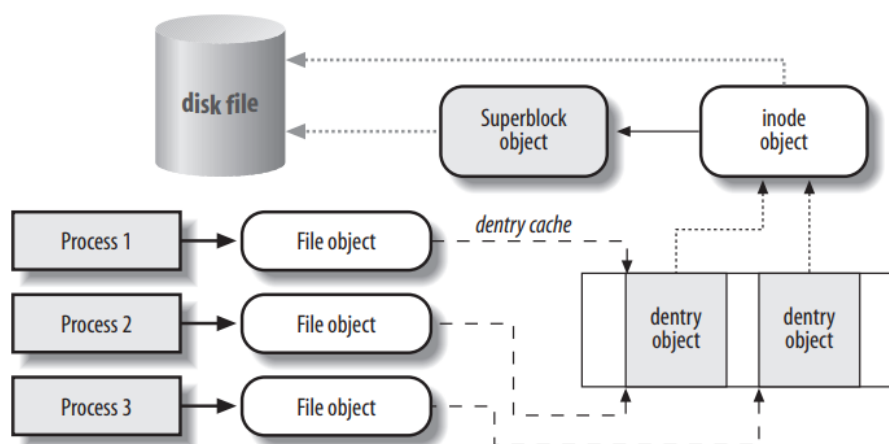 disk file
Superblock
object
inode
object
Process 1
File object
dentry cache
Process 2
File object
dentry
object
dentry
object
Process 3
File object